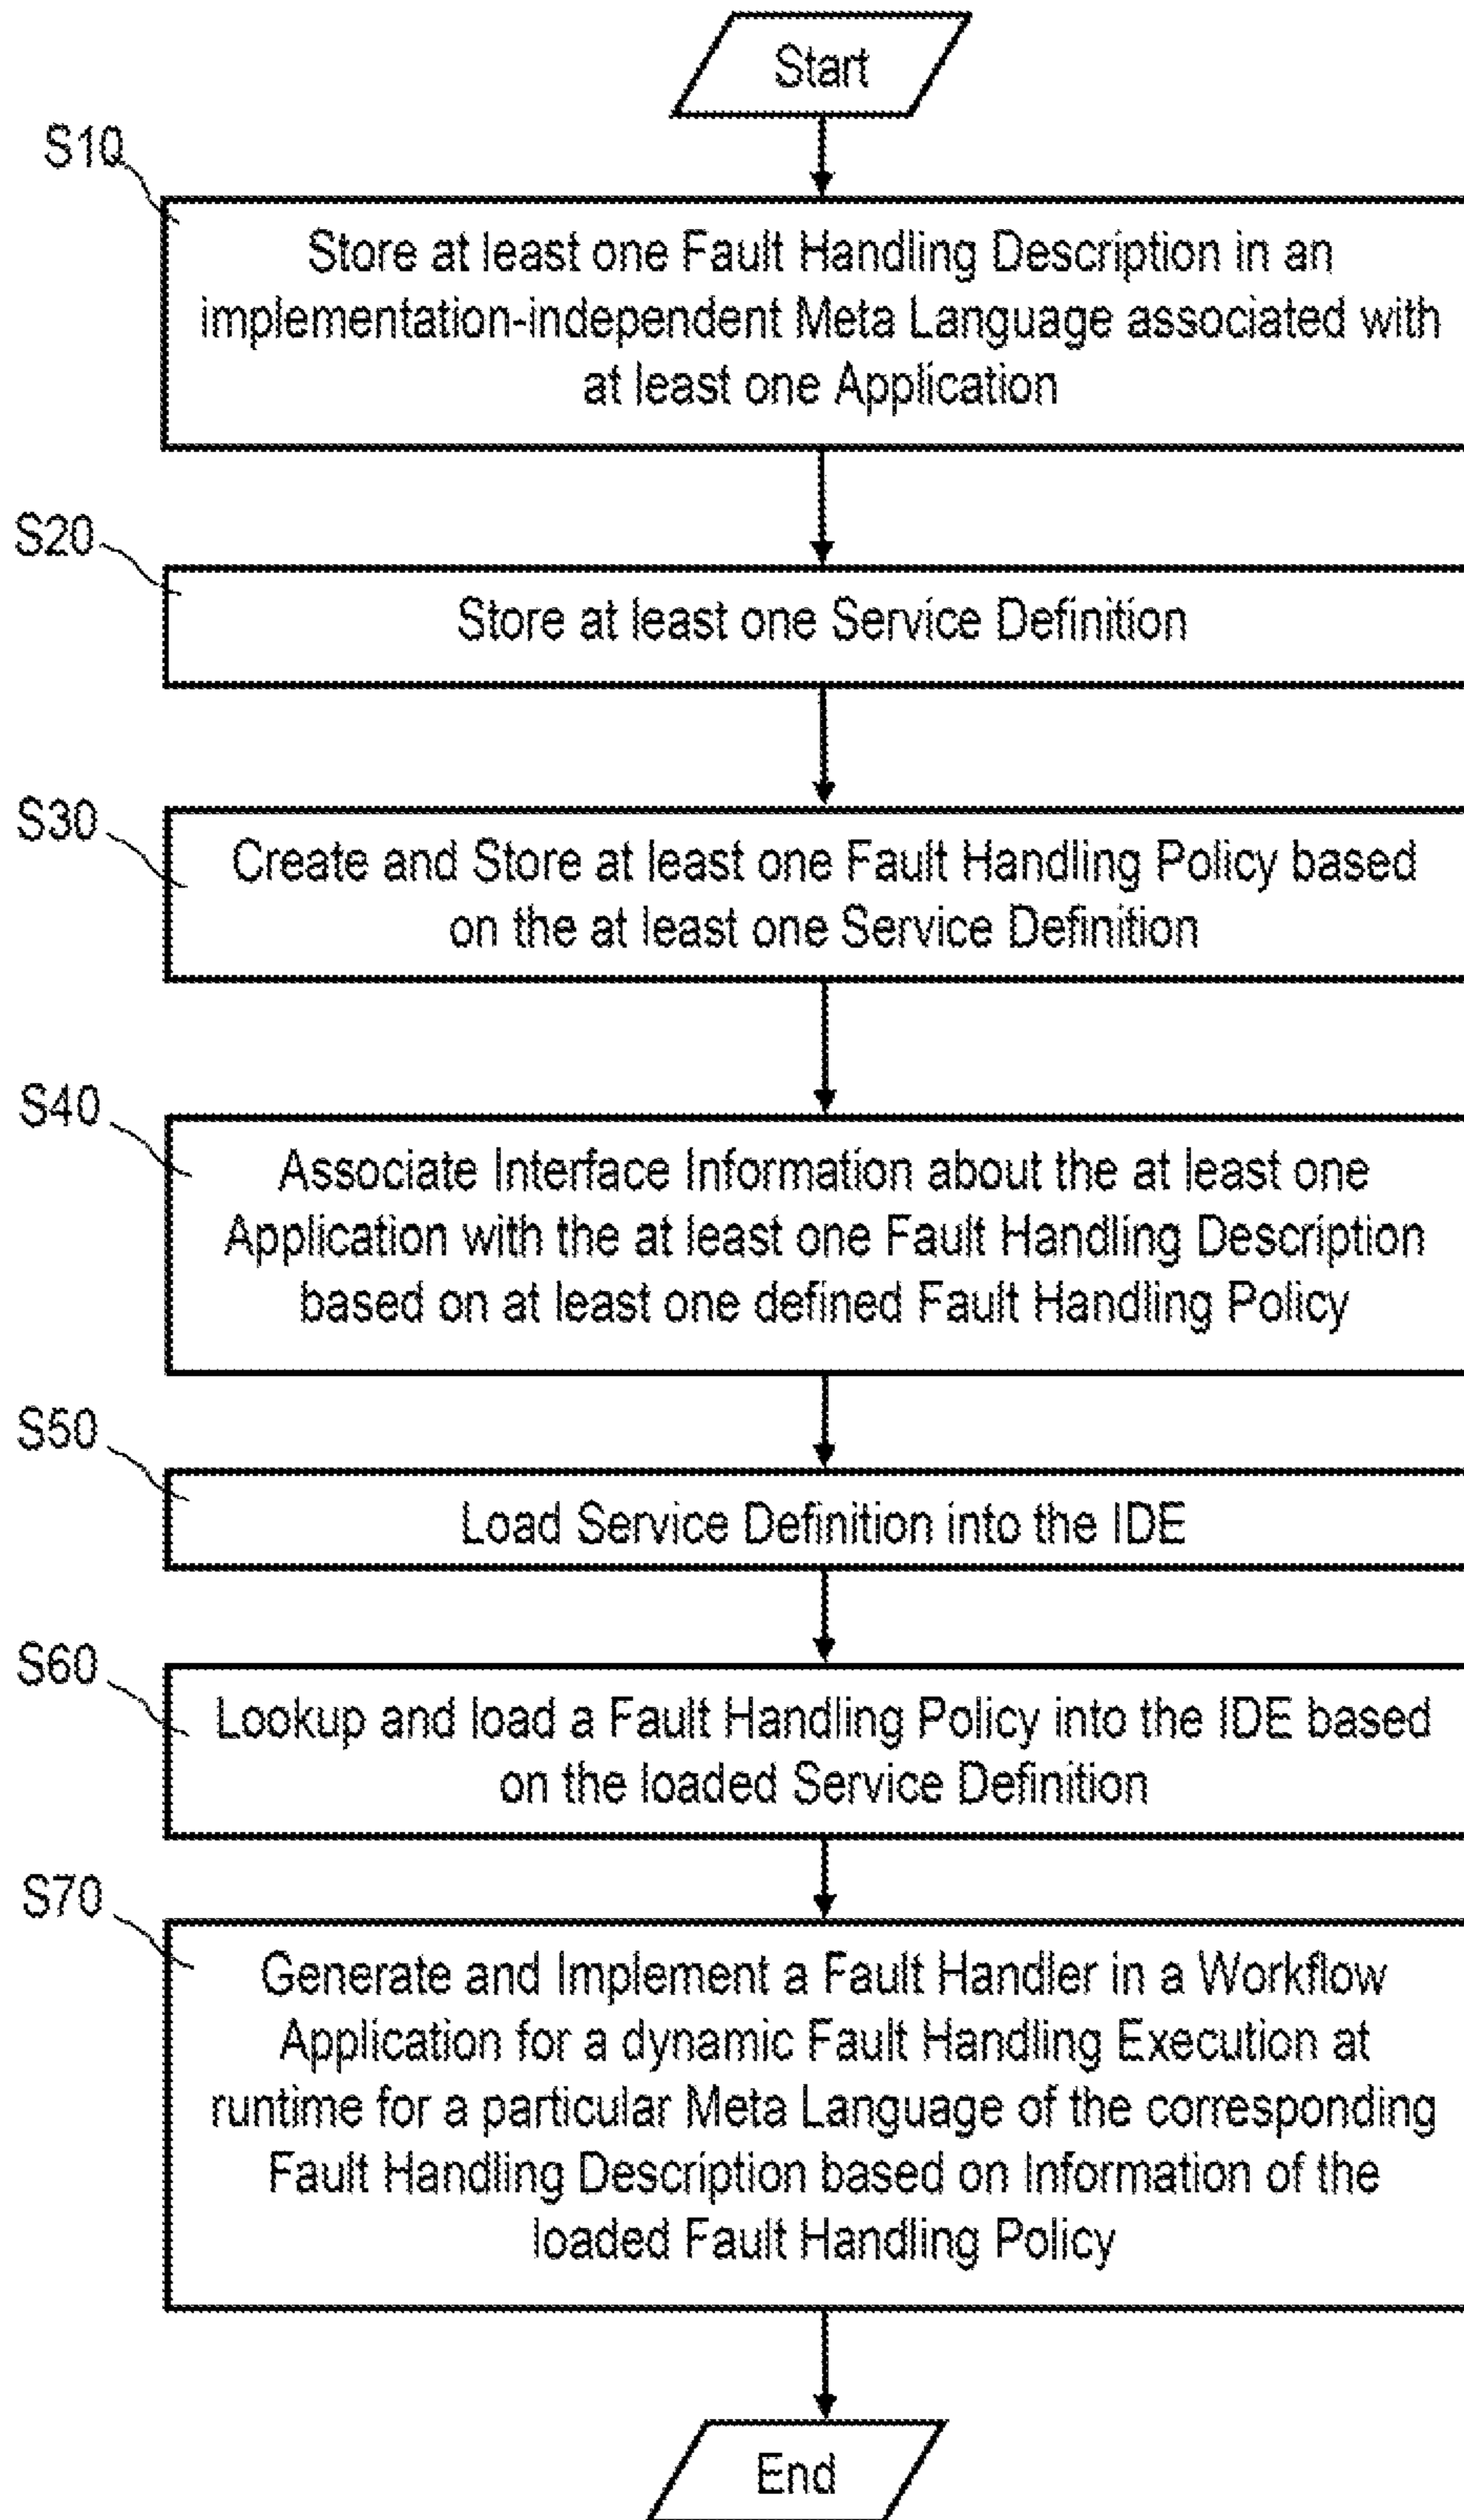 Start
S10
Store at least one Fault Handling Description in an
implementation-independent Meta Language associated with
at least one Application
S20
Store at least one Service Definition
S30
Create and Store at least one Fault Handling Policy based
on the at least one Service Definition
S40
Associate Interface Information about the at least one
Application with the at least one Fault Handling Description
based on at least one defined Fault Handling Policy
S50
Load Service Definition into the IDE
S60
Lookup and load a Fault Handling Policy into the IDE based
on the loaded Service Definition
S70
Generate and Implement a Fault Handler in a Workflow
Application for a dynamic Fault Handling Execution at
runtime for a particular Meta Language of the corresponding
Fault Handling Description based on Information of the
loaded Fault Handling Policy
End